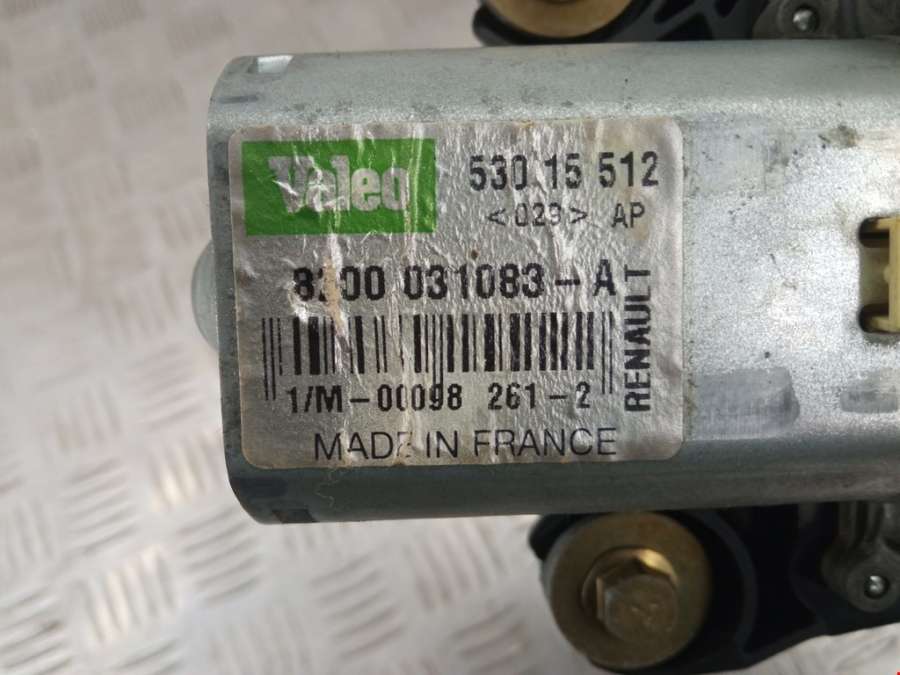 Valeo
530 15 512
<029> AP
8200 031083-A
RENAULT
1/M-00098 261-2
MADE IN FRANCE